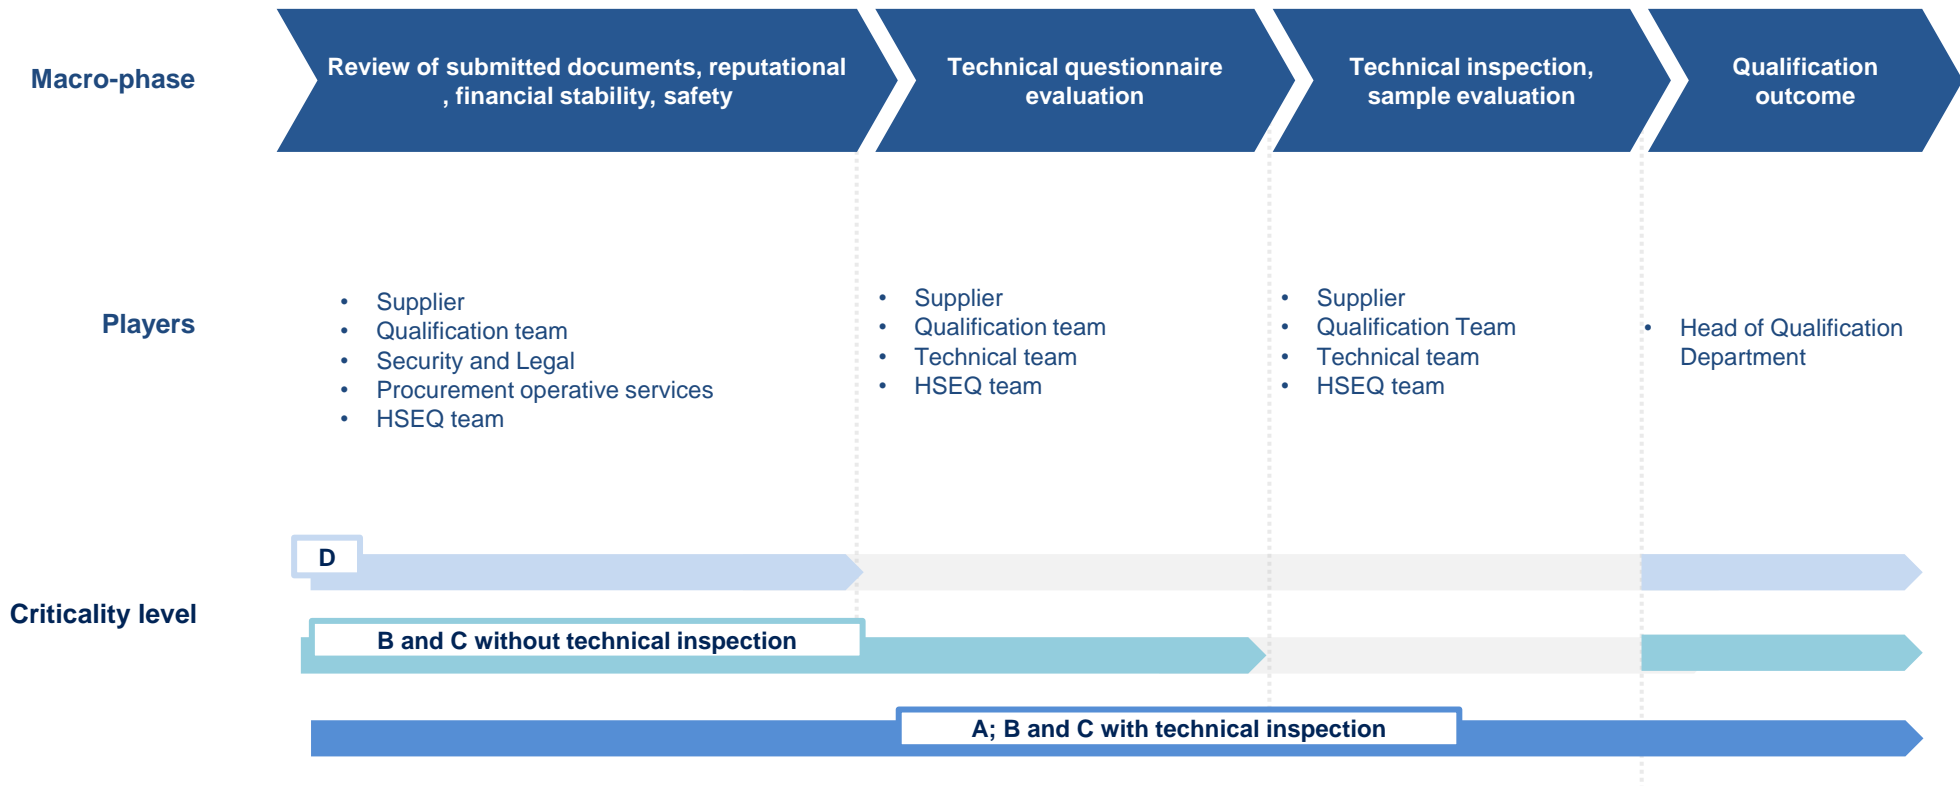 Macro-phase
Review of submitted documents, reputational
, financial stability, safety
Technical questionnaire
evaluation
Technical inspection,
sample evaluation
Qualification
outcome
Players
• Supplier
• Qualification team
• Security and Legal
• Procurement operative services
• HSEQ team
• Supplier
• Qualification team
• Technical team
• HSEQ team
• Supplier
• Qualification Team
• Technical team
• HSEQ team
• Head of Qualification
Department
Criticality level
D
B and C without technical inspection
A; B and C with technical inspection